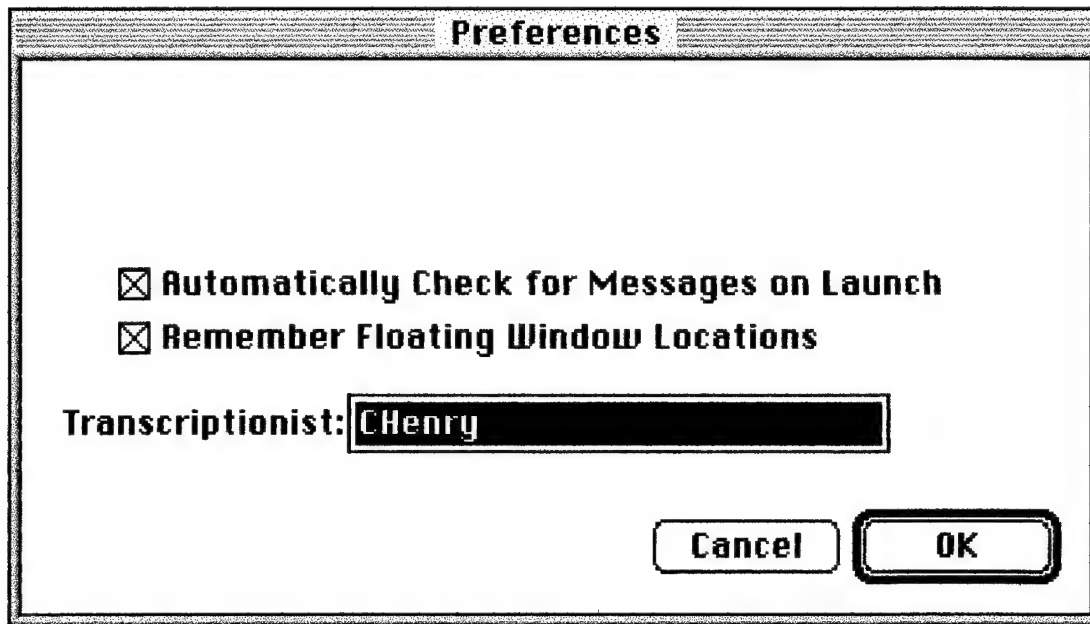 Preferences
Automatically Check for Messages on Launch
Remember Floating Window Locations
Transcriptionist: CHenry
Cancel OK